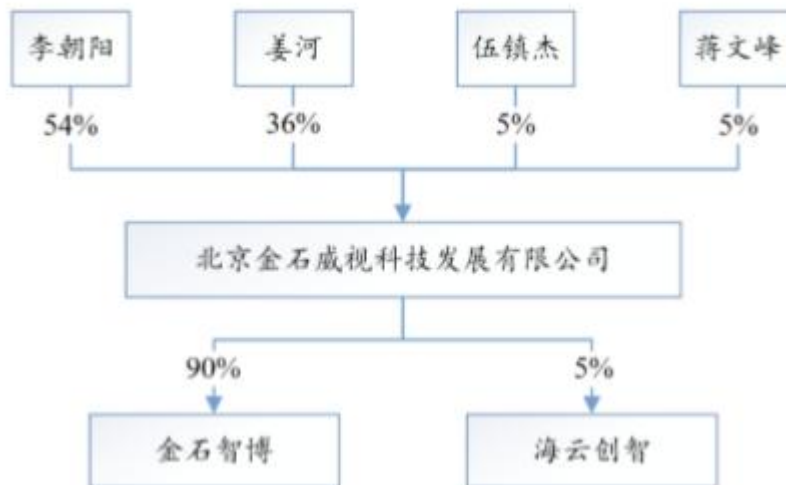 李朝阳 姜河 伍镇杰 蒋文峰
54% 36% 5% 5%
北京金石威视科技发展有限公司
90% 5%
金石智博 海云创智